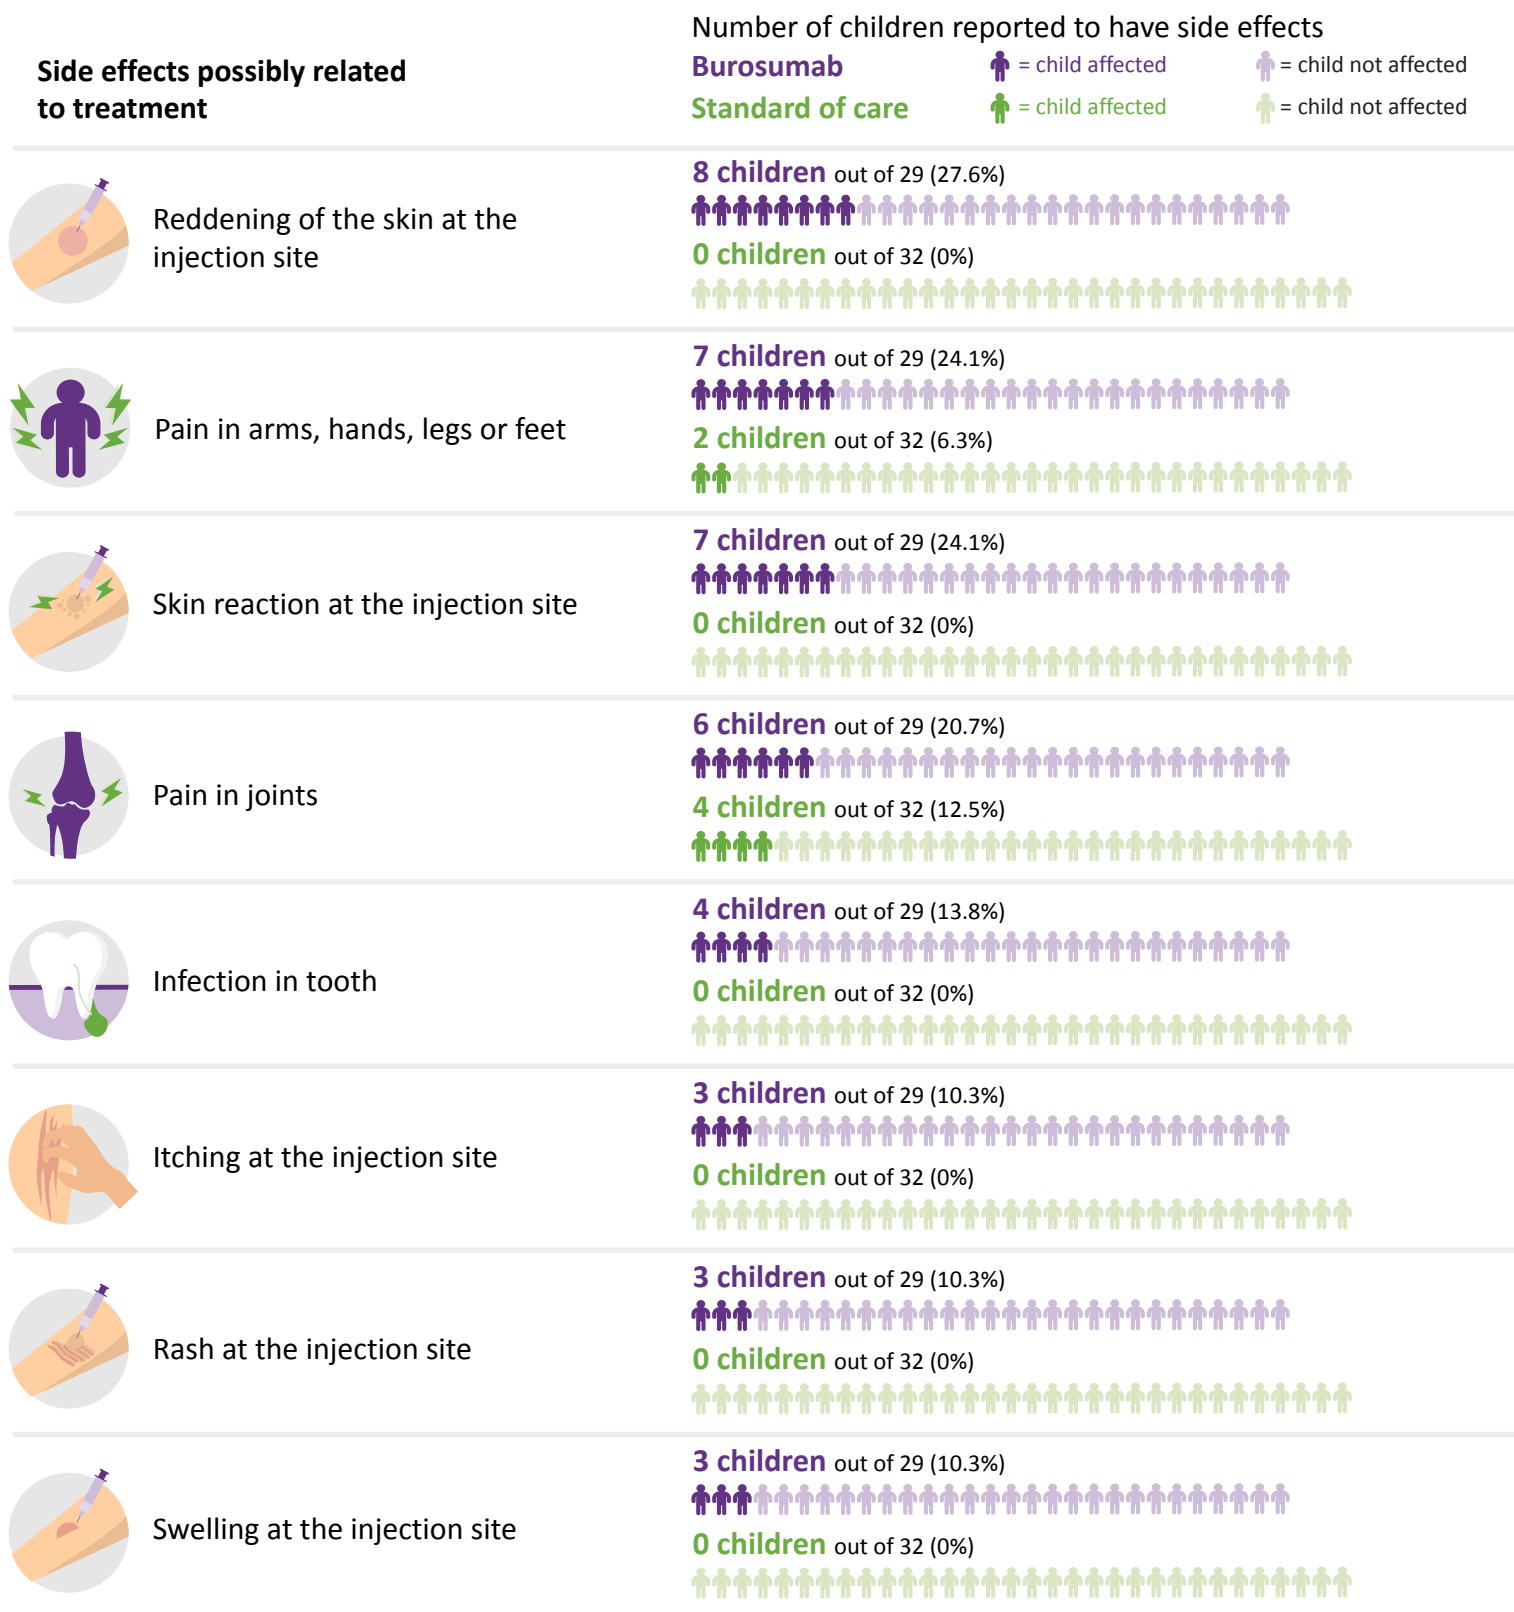 Side effects possibly related
to treatment
Number of children reported to have side effects
Burosumab = child affected = child not affected
Standard of care = child affected = child not affected
Reddening of the skin at the
injection site
8 children out of 29 (27.6%)
0 children out of 32 (0%)
Pain in arms, hands, legs or feet
7 children out of 29 (24.1%)
2 children out of 32 (6.3%)
Skin reaction at the injection site
7 children out of 29 (24.1%)
0 children out of 32 (0%)
Pain in joints
6 children out of 29 (20.7%)
4 children out of 32 (12.5%)
Infection in tooth
4 children out of 29 (13.8%)
0 children out of 32 (0%)
Itching at the injection site
3 children out of 29 (10.3%)
0 children out of 32 (0%)
Rash at the injection site
3 children out of 29 (10.3%)
0 children out of 32 (0%)
Swelling at the injection site
3 children out of 29 (10.3%)
0 children out of 32 (0%)